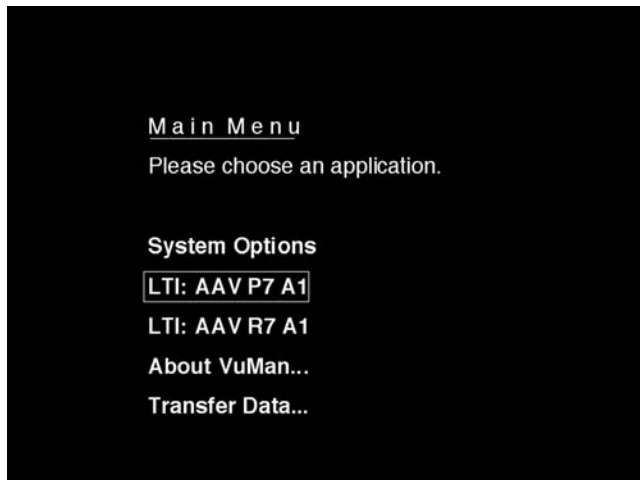 Main Menu
Please choose an application.
System Options
LTI: AAV P7 A1
LTI: AAV R7 A1
About VuMan...
Transfer Data...